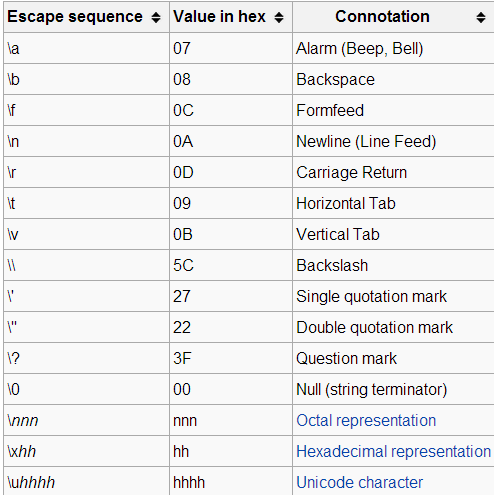 Escape sequence Value in hex Connotation
\a 07 Alarm (Beep, Bell)
\b 08 Backspace
\f 0C Formfeed
\n 0A Newline (Line Feed)
\r 0D Carriage Return
\t 09 Horizontal Tab
\v 0B Vertical Tab
\\ 5C Backslash
\' 27 Single quotation mark
\" 22 Double quotation mark
\? 3F Question mark
\0 00 Null (string terminator)
\nnn nnn Octal representation
\xhh hh Hexadecimal representation
\uhhhh hhhh Unicode character